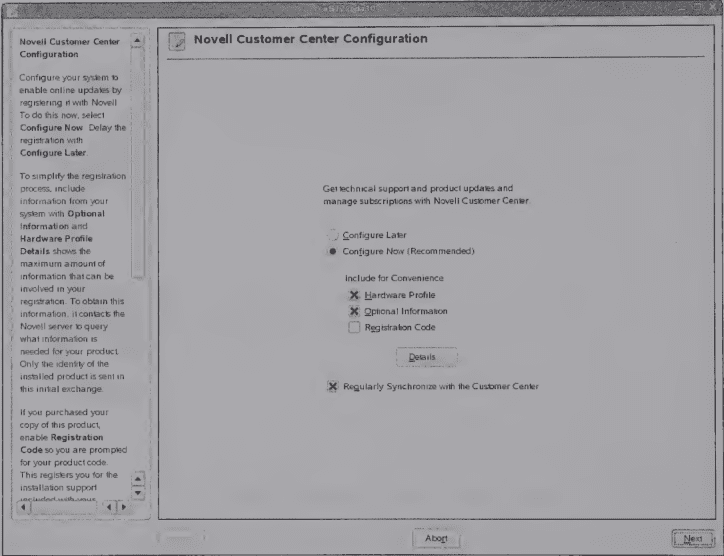 Novell Customer Center
Configuration
Configure your system to
enable online updates by
registering it with Novell
To do this now, select
Configure Now. Delay the
registration with
Configure Later.
To simplify the registration
process, include
information from your
system with Optional
Information and
Hardware Profile
Details shows the
maximum amount of
information that can be
involved in your
registration. To obtain this
information, it contacts the
Novell server to query
what information is
needed for your product.
Only the identity of the
installed product is sent in
this initial exchange.
If you purchased your
copy of this product,
enable Registration
Code so you are prompted
for your product code.
This registers you for the
installation support
included with your
Novell Customer Center Configuration
Get technical support and product updates and
manage subscriptions with Novell Customer Center.
Configure Later
Configure Now (Recommended)
Include for Convenience
Hardware Profile
Optional Information
Registration Code
Details
Regularly Synchronize with the Customer Center
Abort
Next